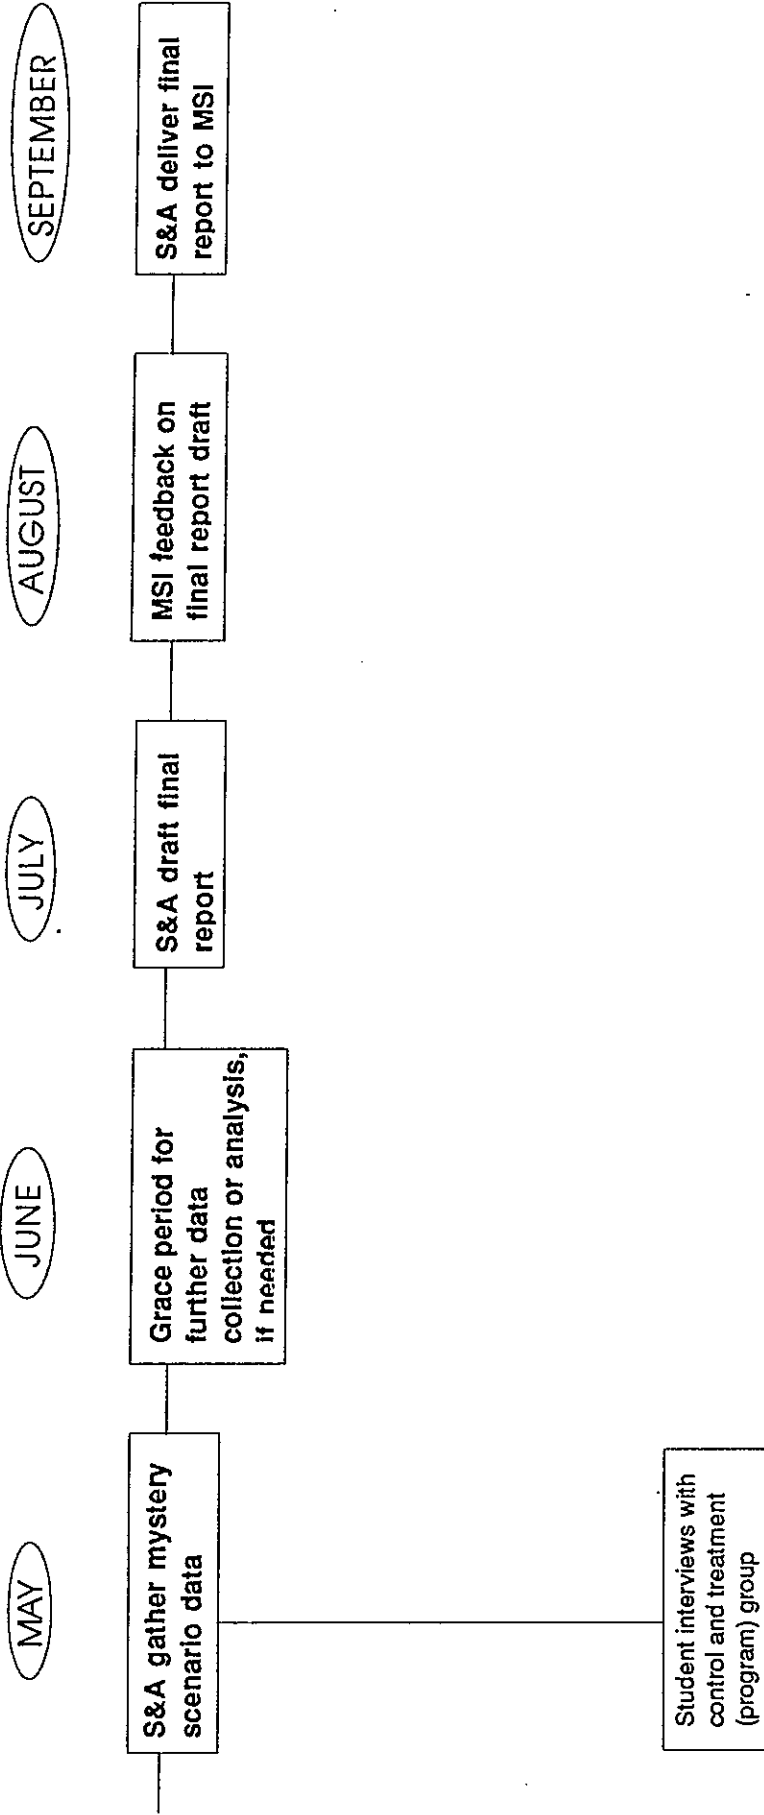 MAY
JUNE
JULY
AUGUST
SEPTEMBER
S&A gather mystery
scenario data
Grace period for
further data
collection or analysis,
if needed
S&A draft final
report
MSI feedback on
final report draft
S&A deliver final
report to MSI
Student interviews with
control and treatment
(program) group